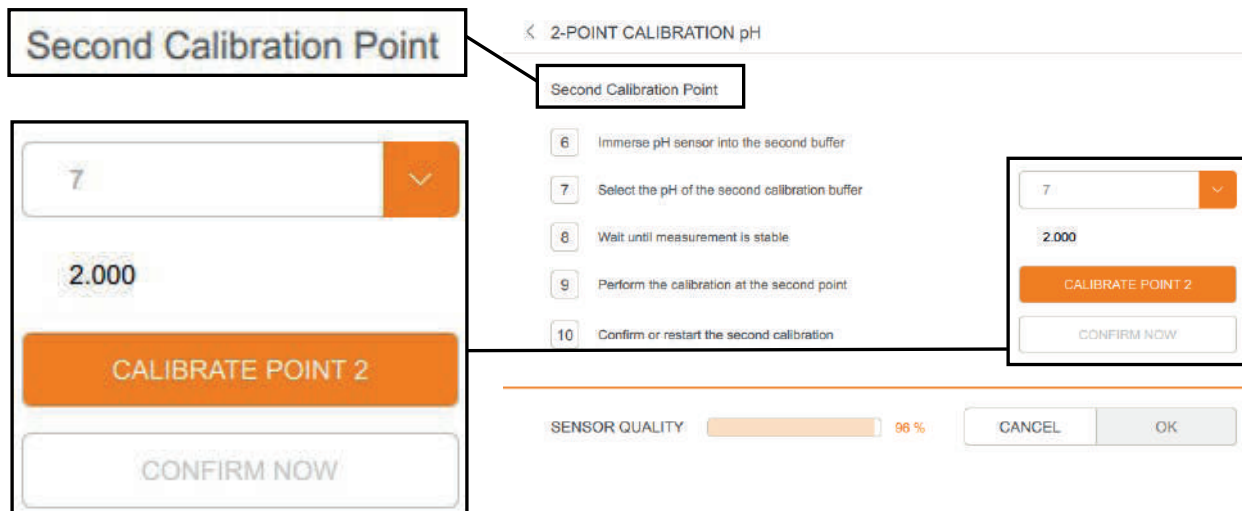 Second Calibration Point
7
2.000
CALIBRATE POINT 2
CONFIRM NOW
2-POINT CALIBRATION pH
Second Calibration Point
6 Immerse pH sensor into the second buffer
7 Select the pH of the second calibration buffer
7
8 Wait until measurement is stable
2.000
9 Perform the calibration at the second point
CALIBRATE POINT 2
10 Confirm or restart the second calibration
CONFIRM NOW
SENSOR QUALITY 96 % CANCEL OK